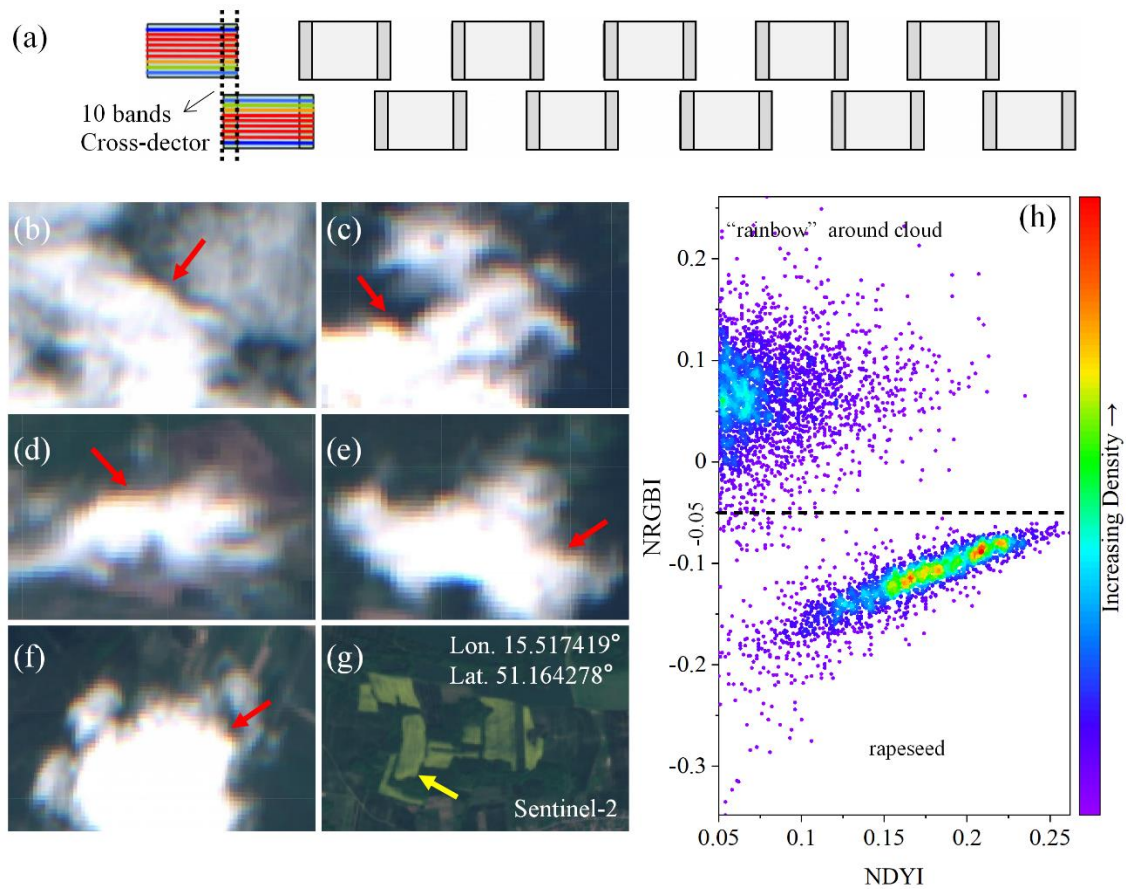 (a)
10 bands
Cross-dector
(b)
(c)
(d)
(e)
(f)
(g)
Lon. 15.517419°
Lat. 51.164278°
Sentinel-2
(h)
“rainbow” around cloud
rapeseed
NRGBI
0.2
0.1
0
-0.05
-0.1
-0.2
-0.3
0.05
0.1
0.15
0.2
0.25
NDYI
Increasing Density →